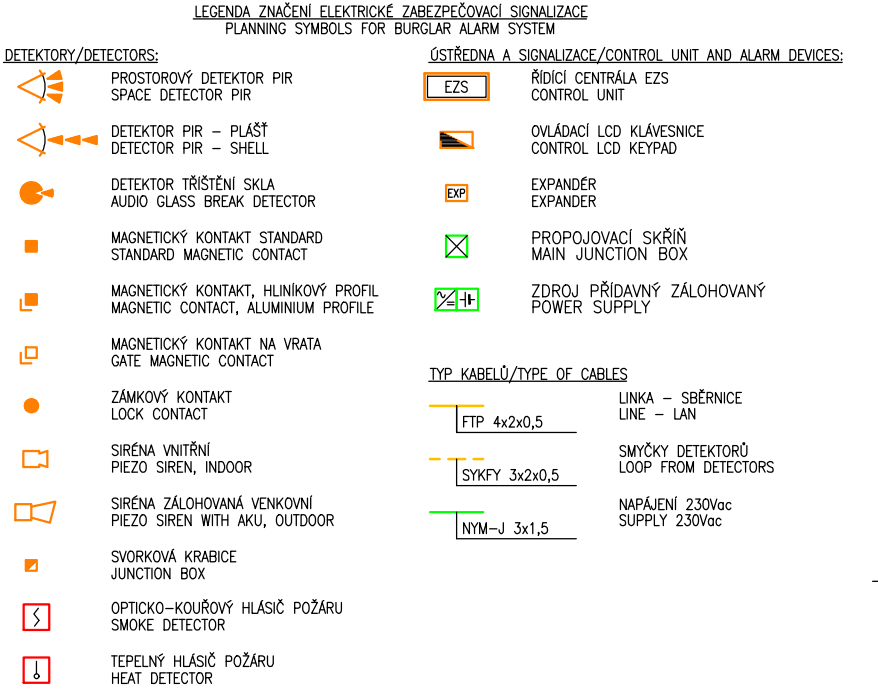 LEGENDA ZNAČENÍ ELEKTRICKÉ ZABEZPEČOVACÍ SIGNALIZACE
PLANNING SYMBOLS FOR BURGLAR ALARM SYSTEM
DETEKTORY/DETECTORS:
PROSTOROVÝ DETEKTOR PIR
SPACE DETECTOR PIR
DETEKTOR PIR – PLÁŠŤ
DETECTOR PIR – SHELL
DETEKTOR TŘÍŠTĚNÍ SKLA
AUDIO GLASS BREAK DETECTOR
MAGNETICKÝ KONTAKT STANDARD
STANDARD MAGNETIC CONTACT
MAGNETICKÝ KONTAKT, HLINÍKOVÝ PROFIL
MAGNETIC CONTACT, ALUMINIUM PROFILE
MAGNETICKÝ KONTAKT NA VRATA
GATE MAGNETIC CONTACT
ZÁMKOVÝ KONTAKT
LOCK CONTACT
SIRÉNA VNITŘNÍ
PIEZO SIREN, INDOOR
SIRÉNA ZÁLOHOVANÁ VENKOVNÍ
PIEZO SIREN WITH AKU, OUTDOOR
SVORKOVÁ KRABICE
JUNCTION BOX
OPTICKO–KOUŘOVÝ HLÁSIČ POŽÁRU
SMOKE DETECTOR
TEPELNÝ HLÁSIČ POŽÁRU
HEAT DETECTOR
ÚSTŘEDNA A SIGNALIZACE/CONTROL UNIT AND ALARM DEVICES:
EZS
ŘÍDÍCÍ CENTRÁLA EZS
CONTROL UNIT
OVLÁDACÍ LCD KLÁVESNICE
CONTROL LCD KEYPAD
EXP
EXPANDÉR
EXPANDER
PROPOJOVACÍ SKŘÍŇ
MAIN JUNCTION BOX
ZDROJ PŘÍDAVNÝ ZÁLOHOVANÝ
POWER SUPPLY
TYP KABELŮ/TYPE OF CABLES
FTP 4x2x0,5
LINKA – SBĚRNICE
LINE – LAN
SYKFY 3x2x0,5
SMYČKY DETEKTORŮ
LOOP FROM DETECTORS
NYM–J 3x1,5
NAPÁJENÍ 230Vac
SUPPLY 230Vac